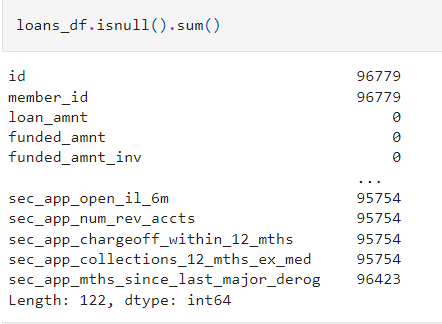 loans_df.isnull().sum()
id 96779
member_id 96779
loan_amnt 0
funded_amnt 0
funded_amnt_inv 0
...
sec_app_open_il_6m 95754
sec_app_num_rev_accts 95754
sec_app_chargeoff_within_12_mths 95754
sec_app_collections_12_mths_ex_med 95754
sec_app_mths_since_last_major_derog 96423
Length: 122, dtype: int64